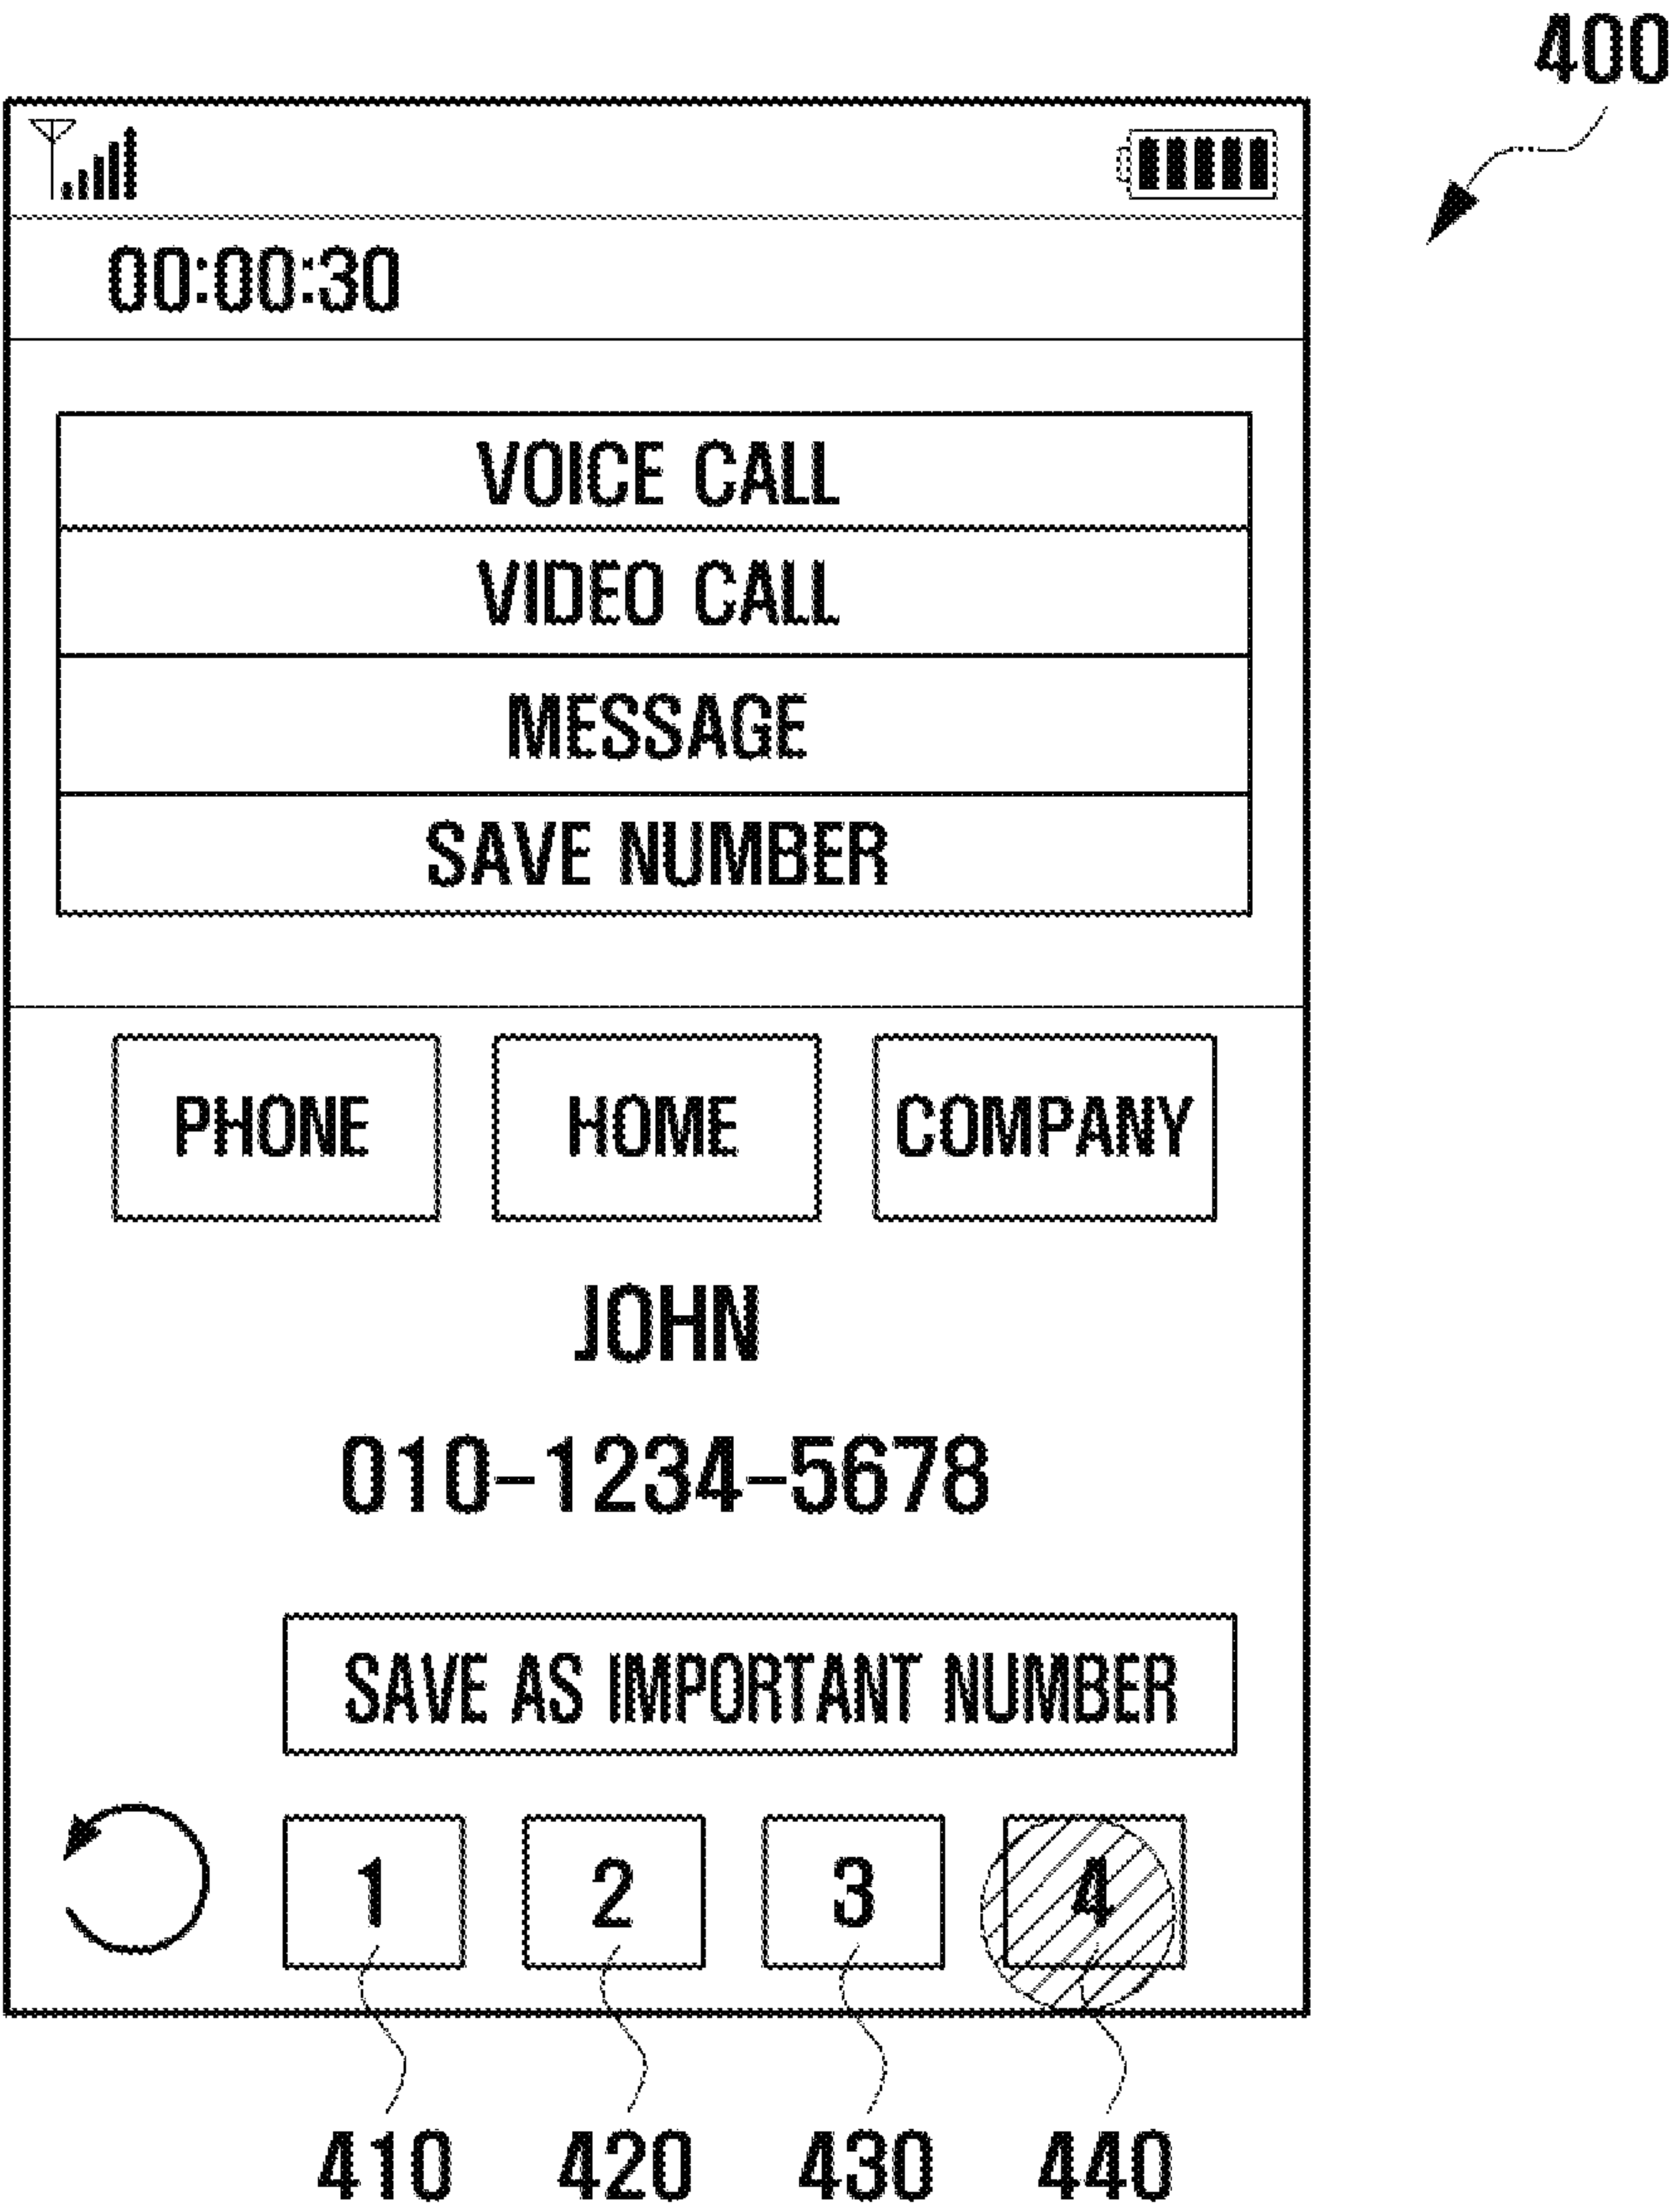 400
00:00:30
VOICE CALL
VIDEO CALL
MESSAGE
SAVE NUMBER
PHONE HOME COMPANY
JOHN
010-1234-5678
SAVE AS IMPORTANT NUMBER
1 2 3 4
410 420 430 440